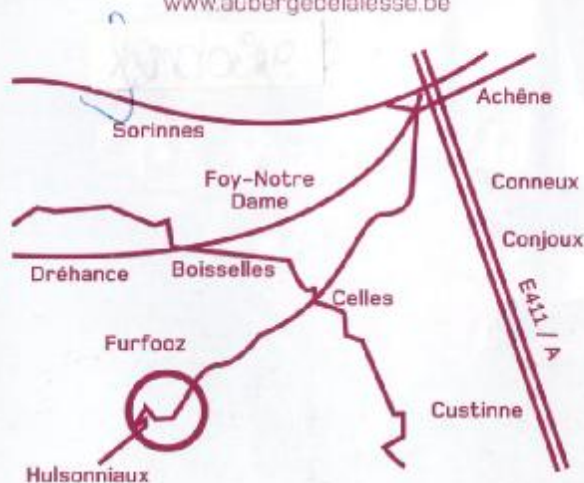 www.aubergedelalesse.be
Achêne
Sorinnes
Foy-Notre
Dame
Conneux
Conjoux
Dréhance
Boisselles
Celles
E411 / A
Furfooz
Custinne
Hulsonniaux